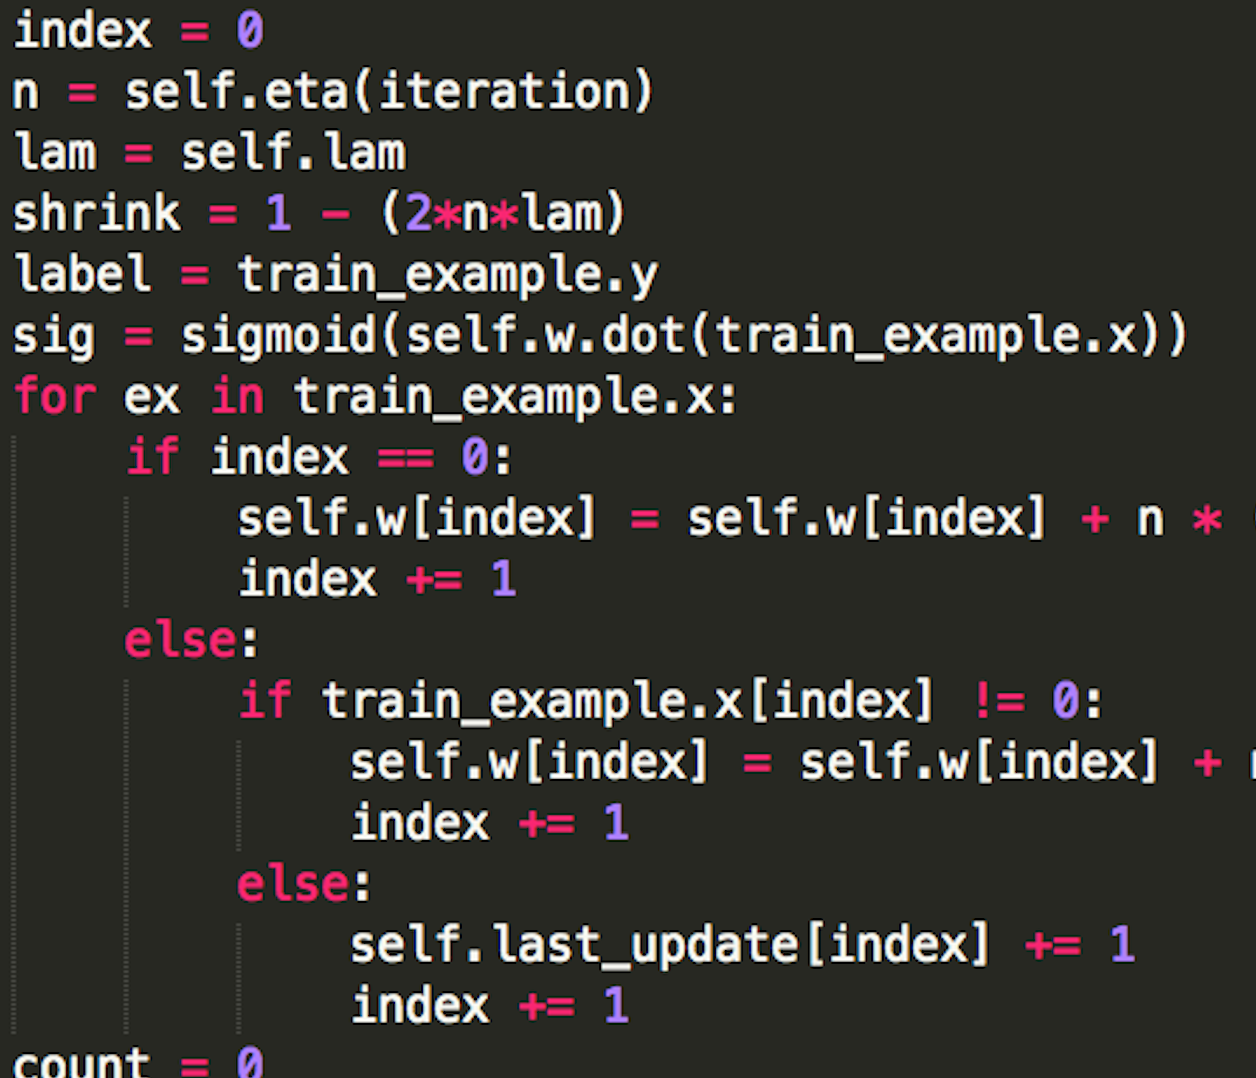 index = 0
n = self.eta(iteration)
lam = self.lam
shrink = 1 - (2*n*lam)
label = train_example.y
sig = sigmoid(self.w.dot(train_example.x))
for ex in train_example.x:
    if index == 0:
        self.w[index] = self.w[index] + n *
        index += 1
    else:
        if train_example.x[index] != 0:
            self.w[index] = self.w[index] +
            index += 1
        else:
            self.last_update[index] += 1
            index += 1
count = 0